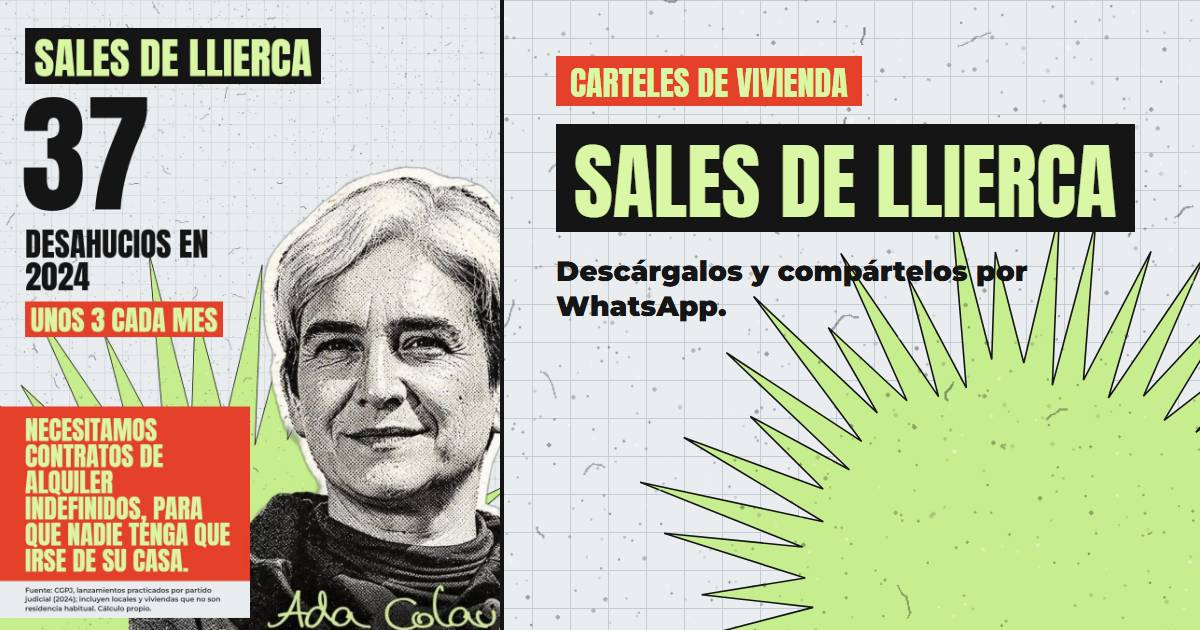 SALES DE LLIERCA
37
DESAHUCIOS EN
2024
UNOS 3 CADA MES
NECESITAMOS
CONTRATOS DE
ALQUILER
INDEFINIDOS, PARA
QUE NADIE TENGA QUE
IRSE DE SU CASA.
Fuente: CGPJ, lanzamientos practicados por partido
judicial (2024); incluyen locales y viviendas que no son
residencia habitual. Cálculo propio.
Ada Colau
CARTELES DE VIVIENDA
SALES DE LLIERCA
Descárgalos y compártelos por
WhatsApp.